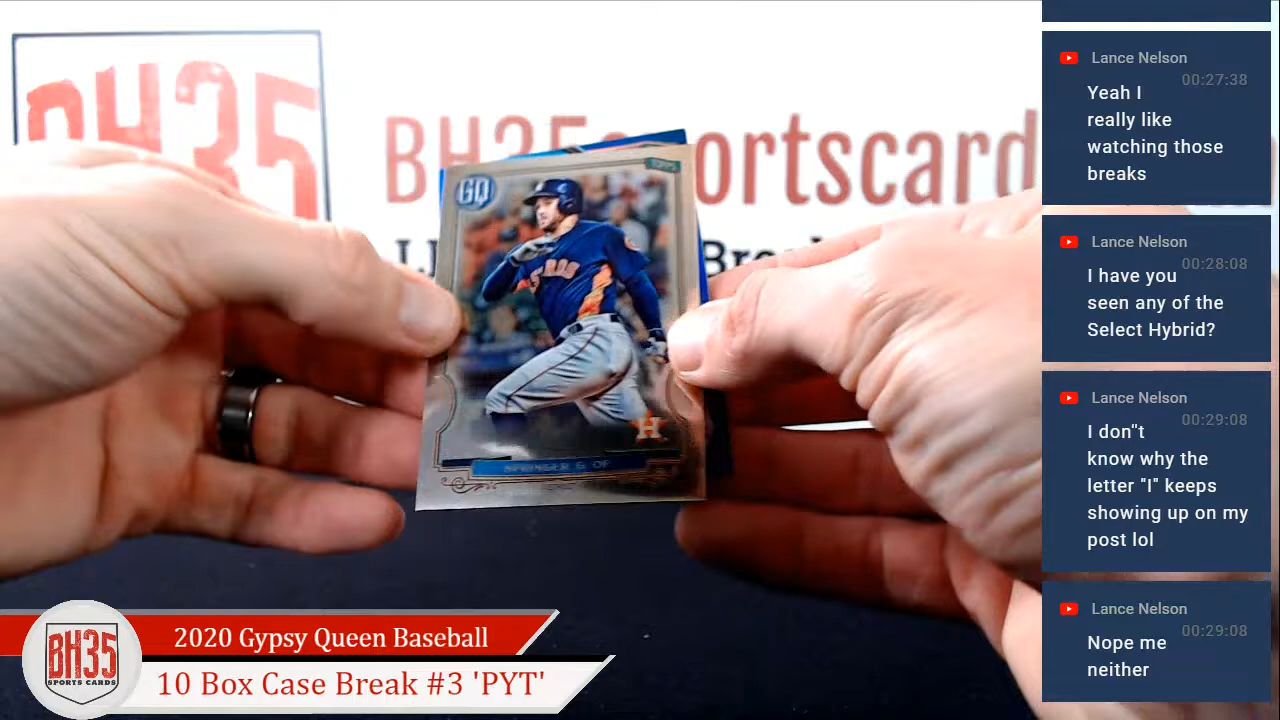 BH35
BH35sportscard
GQ
TOPPS
ASTROS
H
SPRINGER G. OF
Lance Nelson
00:27:38
Yeah I
really like
watching those
breaks
Lance Nelson
00:28:08
I have you
seen any of the
Select Hybrid?
Lance Nelson
00:29:08
I don"t
know why the
letter "I" keeps
showing up on my
post lol
Lance Nelson
00:29:08
Nope me
neither
2020 Gypsy Queen Baseball
10 Box Case Break #3 'PYT'
BH35
SPORTS CARDS